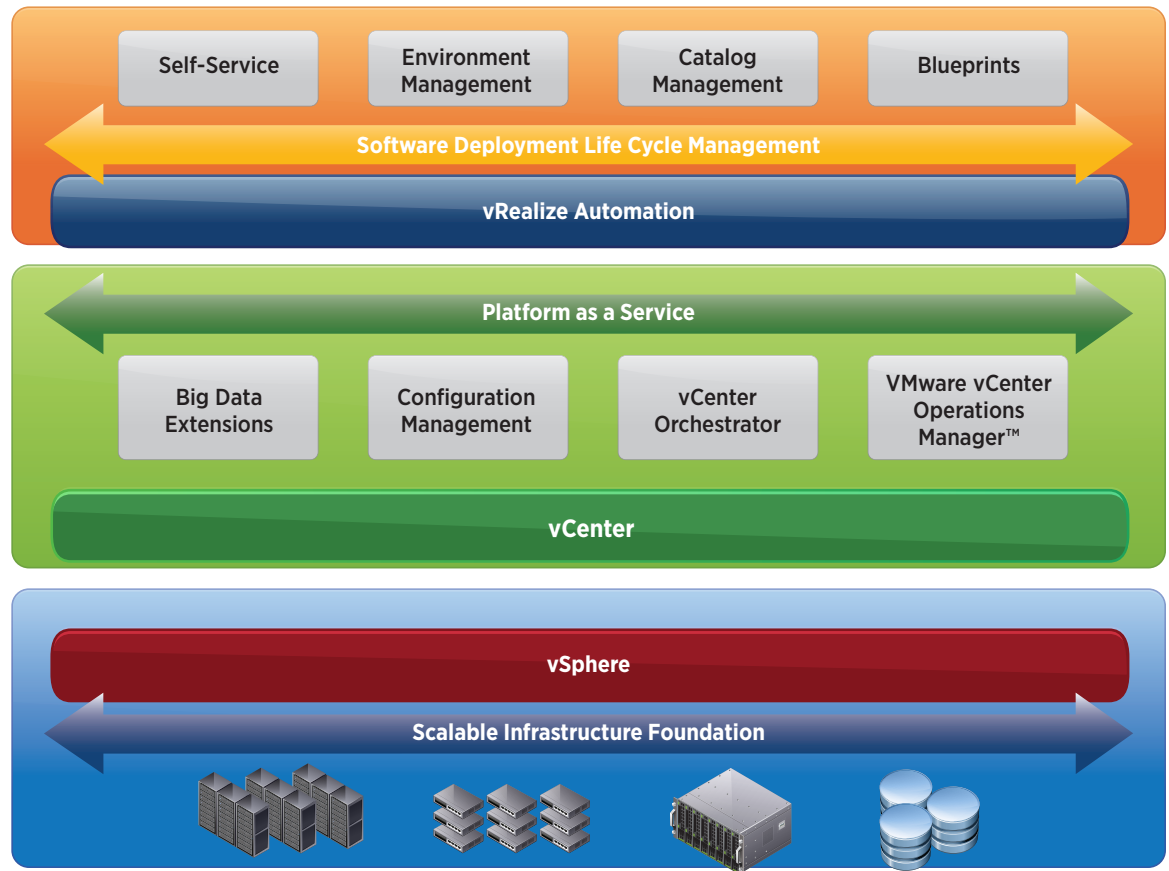 Self-Service
Environment
Management
Catalog
Management
Blueprints
Software Deployment Life Cycle Management
vRealize Automation
Platform as a Service
Big Data
Extensions
Configuration
Management
vCenter
Orchestrator
VMware vCenter
Operations
Manager™
vCenter
vSphere
Scalable Infrastructure Foundation